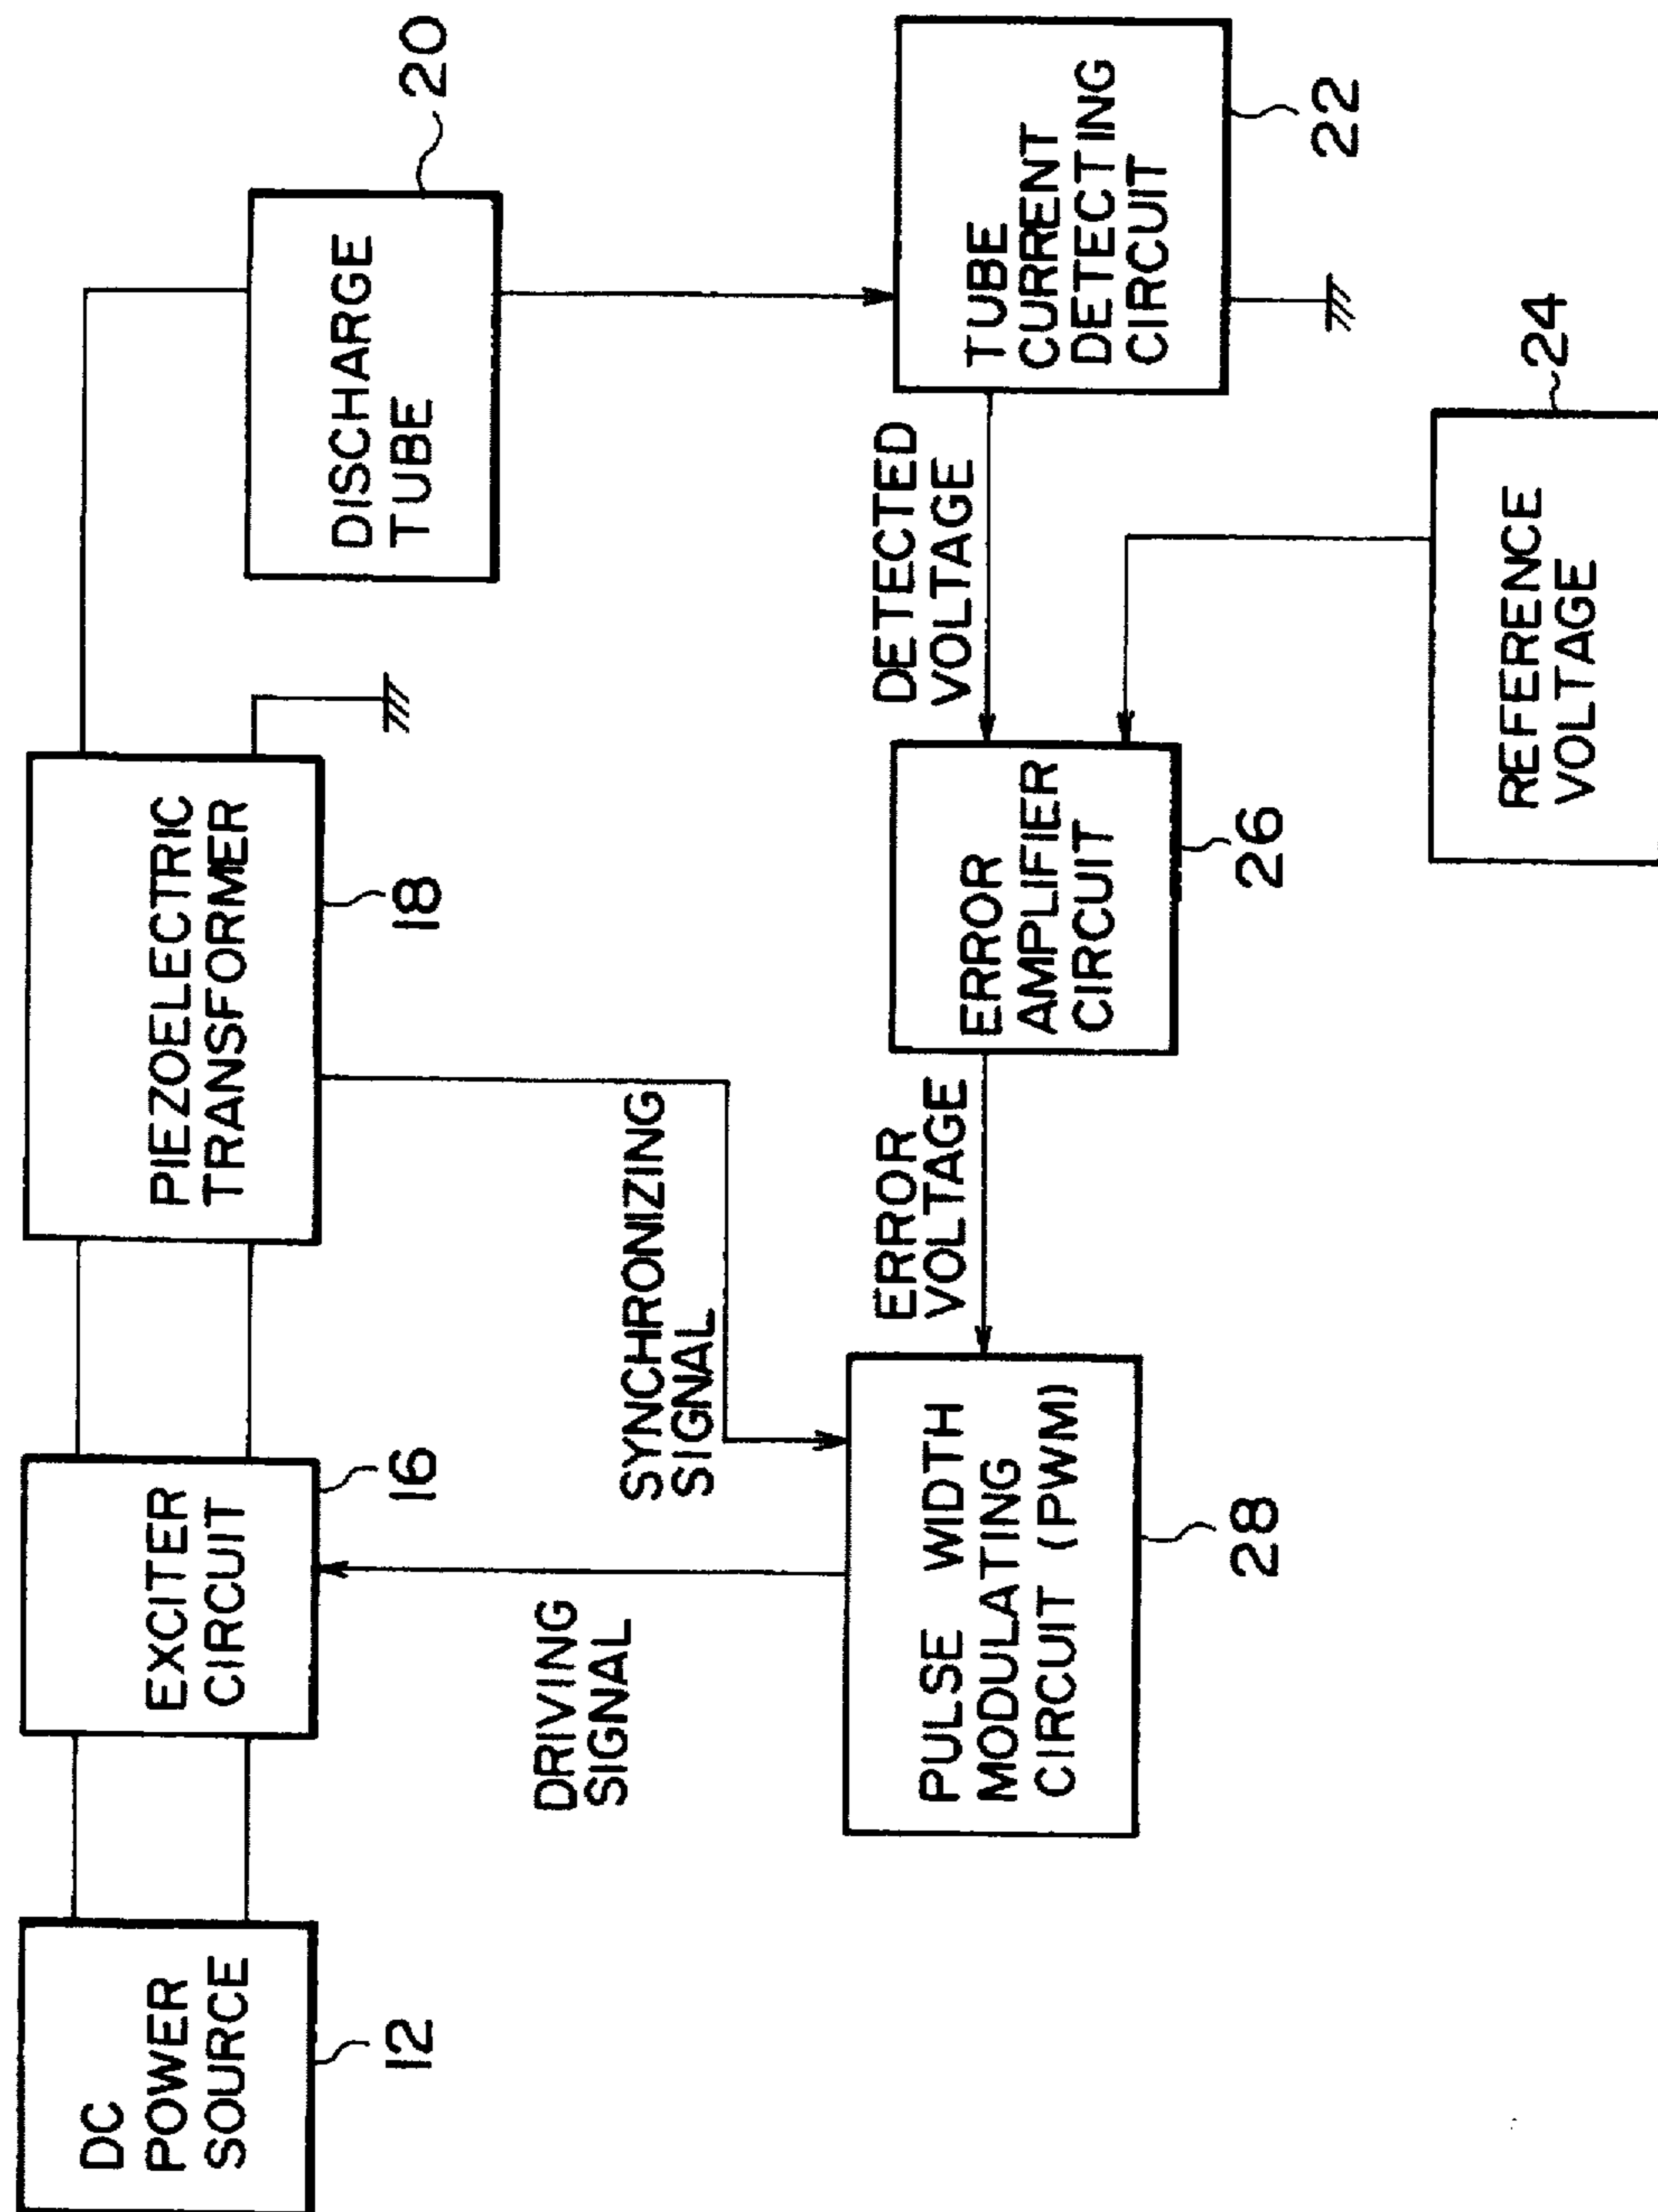 DC
POWER
SOURCE
12
EXCITER
CIRCUIT
16
PIEZOELECTRIC
TRANSFORMER
18
DISCHARGE
TUBE
20
DRIVING
SIGNAL
SYNCHRONIZING
SIGNAL
PULSE WIDTH
MODULATING
CIRCUIT (PWM)
28
ERROR
VOLTAGE
ERROR
AMPLIFIER
CIRCUIT
26
DETECTED
VOLTAGE
TUBE
CURRENT
DETECTING
CIRCUIT
22
REFERENCE
VOLTAGE
24